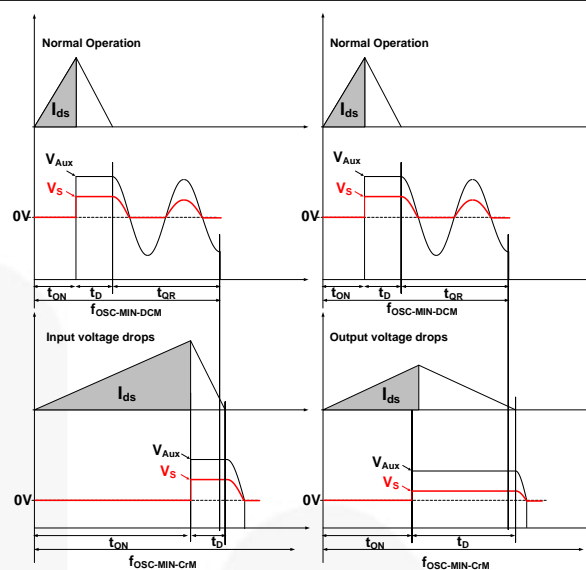 Normal Operation
Ids
VAux
VS
0V
tON tD tQR
fOSC-MIN-DCM
Input voltage drops
Ids
VAux
VS
0V
tON tD
fOSC-MIN-CrM
Normal Operation
Ids
VAux
VS
0V
tON tD tQR
fOSC-MIN-DCM
Output voltage drops
Ids
VAux
VS
0V
tON tD
fOSC-MIN-CrM